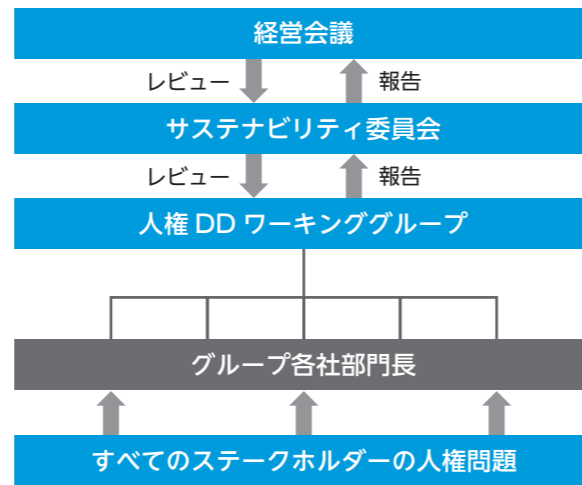 経営会議
レビュー 報告
サステナビリティ委員会
レビュー 報告
人権 DD ワーキンググループ
グループ各社部門長
すべてのステークホルダーの人権問題